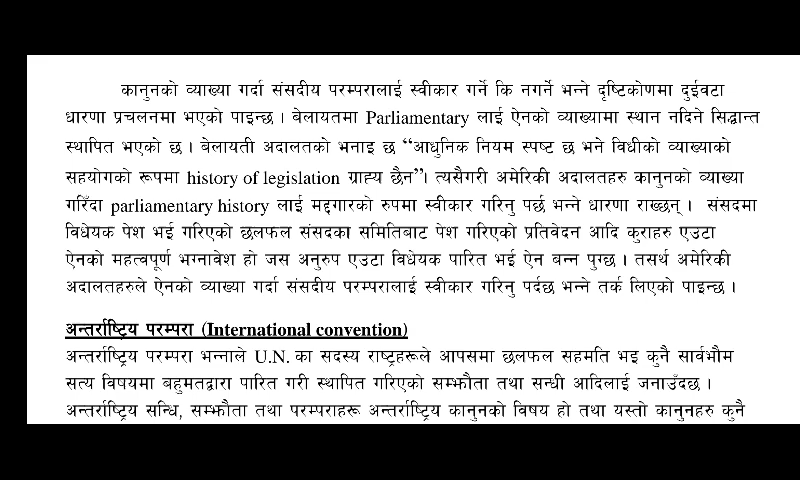 कानुनको व्याख्या गर्दा संसदीय परम्परालाई स्वीकार गर्ने कि नगर्ने भन्ने दृष्टिकोणमा दुईवटा
धारणा प्रचलनमा भएको पाइन्छ । बेलायतमा Parliamentary लाई ऐनको व्याख्यामा स्थान नदिने सिद्धान्त
स्थापित भएको छ । बेलायती अदालतको भनाइ छ “आधुनिक नियम स्पष्ट छ भने विधीको व्याख्याको
सहयोगको रूपमा history of legislation ग्राह्य छैन”। त्यसैगरी अमेरिकी अदालतहरु कानुनको व्याख्या
गरिँदा parliamentary history लाई मद्दगारको रुपमा स्वीकार गरिनु पर्छ भन्ने धारणा राख्छन् । संसदमा
विधेयक पेश भई गरिएको छलफल संसदका समितिबाट पेश गरिएको प्रतिवेदन आदि कुराहरु एउटा
ऐनको महत्वपूर्ण भग्नावेश हो जस अनुरुप एउटा विधेयक पारित भई ऐन बन्न पुग्छ । तसर्थ अमेरिकी
अदालतहरुले ऐनको व्याख्या गर्दा संसदीय परम्परालाई स्वीकार गरिनु पर्दछ भन्ने तर्क लिएको पाइन्छ ।
अन्तर्राष्ट्रिय परम्परा (International convention)
अन्तर्राष्ट्रिय परम्परा भन्नाले U.N. का सदस्य राष्ट्रहरूले आपसमा छलफल सहमति भइ कुनै सार्वभौम
सत्य विषयमा बहुमतद्वारा पारित गरी स्थापित गरिएको सम्झौता तथा सन्धी आदिलाई जनाउँदछ ।
अन्तर्राष्ट्रिय सन्धि, सम्झौता तथा परम्पराहरू अन्तर्राष्ट्रिय कानुनको विषय हो तथा यस्तो कानुनहरु कुनै